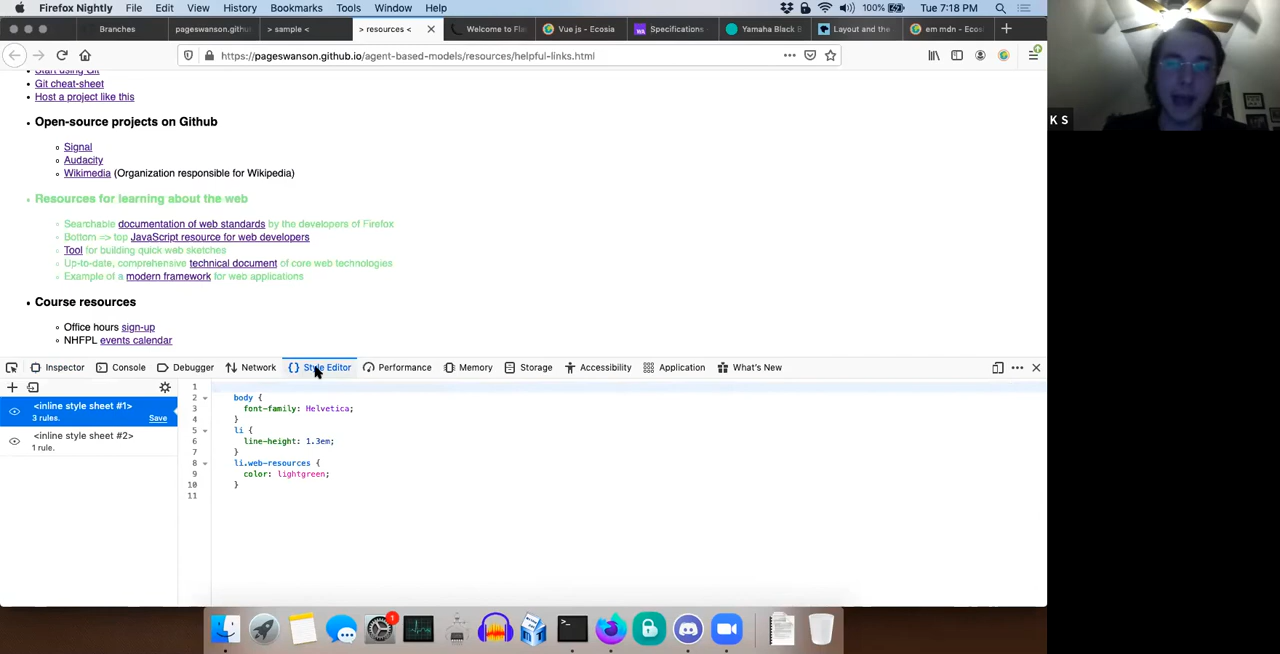 Firefox Nightly File Edit View History Bookmarks Tools Window Help 100% Tue 7:18 PM
Branches pageswanson.github. > sample < > resources < Welcome to Fla Vue js - Ecosia Specifications Yamaha Black B Layout and the em mdn - Ecos
https://pageswanson.github.io/agent-based-models/resources/helpful-links.html
Start using Git
Git cheat-sheet
Host a project like this
Open-source projects on Github
Signal
Audacity
Wikimedia (Organization responsible for Wikipedia)
Resources for learning about the web
Searchable documentation of web standards by the developers of Firefox
Bottom => top JavaScript resource for web developers
Tool for building quick web sketches
Up-to-date, comprehensive technical document of core web technologies
Example of a modern framework for web applications
Course resources
Office hours sign-up
NHFPL events calendar
K S
Inspector Console Debugger Network {} Style Editor Performance Memory Storage Accessibility Application What's New
<inline style sheet #1>
3 rules. Save
<inline style sheet #2>
1 rule.
1
2 body {
3 font-family: Helvetica;
4 }
5 li {
6 line-height: 1.3em;
7 }
8 li.web-resources {
9 color: lightgreen;
10 }
11
1